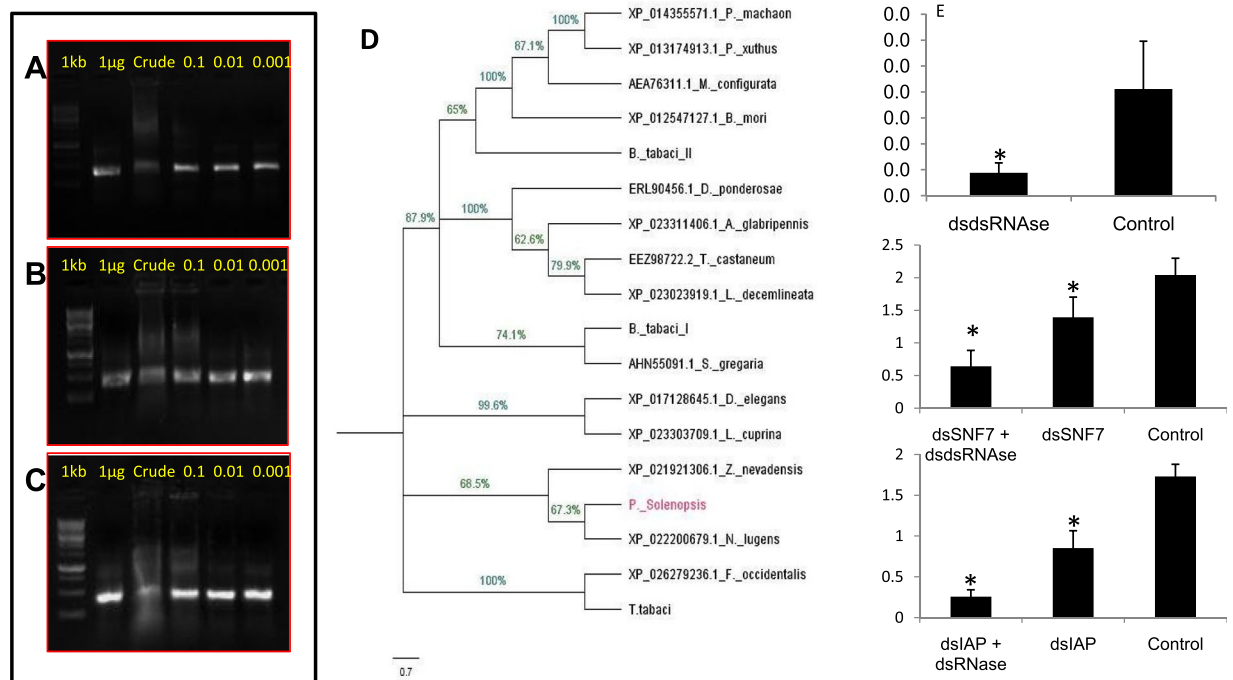 A
1kb 1µg Crude 0.1 0.01 0.001
B
1kb 1µg Crude 0.1 0.01 0.001
C
1kb 1µg Crude 0.1 0.01 0.001
D
XP_014355571.1_P._machaon
100%
XP_013174913.1_P._xuthus
87.1%
AEA76311.1_M._configurata
100%
XP_012547127.1_B._mori
65%
B._tabaci_II
ERL90456.1_D._ponderosae
100%
87.9%
XP_023311406.1_A._glabripennis
62.6%
EEZ98722.2_T._castaneum
79.9%
XP_023023919.1_L._decemlineata
B._tabaci_I
74.1%
AHN55091.1_S._gregaria
XP_017128645.1_D._elegans
99.6%
XP_023303709.1_L._cuprina
XP_021921306.1_Z._nevadensis
68.5%
P._Solenopsis
67.3%
XP_022200679.1_N._lugens
XP_026279236.1_F._occidentalis
100%
T.tabaci
0.7
E
0.0
0.0
0.0
0.0
0.0
0.0
0.0
0.0
*
dsdsRNAse Control
2.5
2
1.5
1
0.5
0
*
*
dsSNF7 + dsSNF7 Control
dsdsRNAse
2
1.5
1
0.5
0
*
*
dsIAP + dsIAP Control
dsRNase